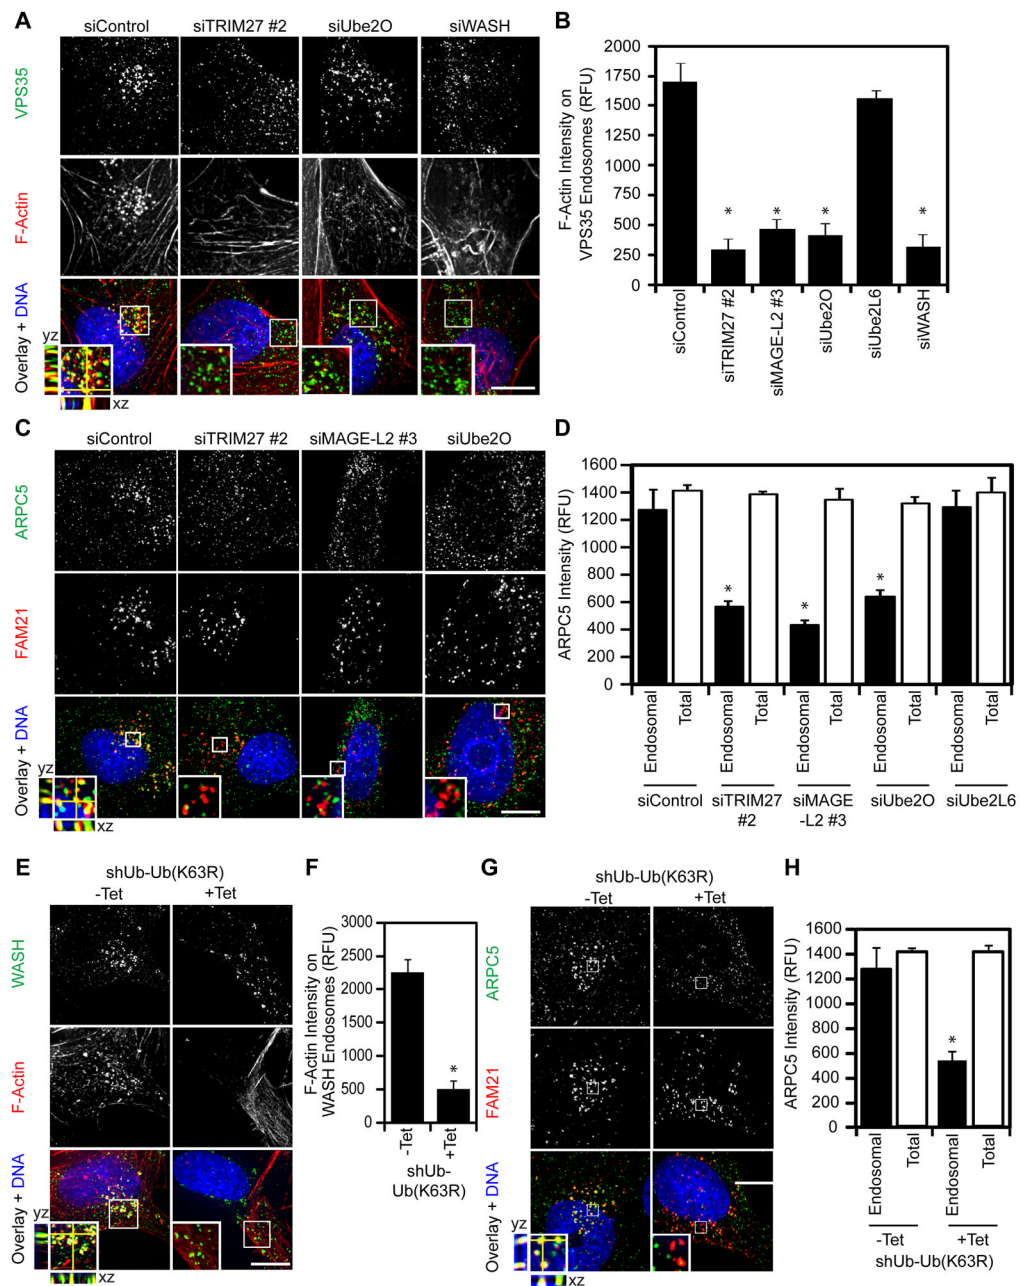 A
siControl siTRIM27 #2 siUbe2O siWASH
VPS35
F-Actin
Overlay + DNA
yz
xz
B
F-Actin Intensity on
VPS35 Endosomes (RFU)
2000
1750
1500
1250
1000
750
500
250
0
* * * *
siControl
siTRIM27 #2
siMAGE-L2 #3
siUbe2O
siUbe2L6
siWASH
C
siControl siTRIM27 #2 siMAGE-L2 #3 siUbe2O
ARPC5
FAM21
Overlay + DNA
yz
xz
D
ARPC5 Intensity (RFU)
1600
1400
1200
1000
800
600
400
200
0
* * *
Endosomal Total Endosomal Total Endosomal Total Endosomal Total Endosomal Total
siControl siTRIM27 siMAGE siUbe2O siUbe2L6
#2 -L2 #3
E
shUb-Ub(K63R)
-Tet +Tet
WASH
F-Actin
Overlay + DNA
yz
xz
F
F-Actin Intensity on
WASH Endosomes (RFU)
3000
2500
2000
1500
1000
500
0
*
-Tet
+Tet
shUb-
Ub(K63R)
G
shUb-Ub(K63R)
-Tet +Tet
ARPC5
FAM21
Overlay + DNA
yz
xz
H
ARPC5 Intensity (RFU)
1600
1400
1200
1000
800
600
400
200
0
*
Endosomal Total Endosomal Total
-Tet +Tet
shUb-Ub(K63R)